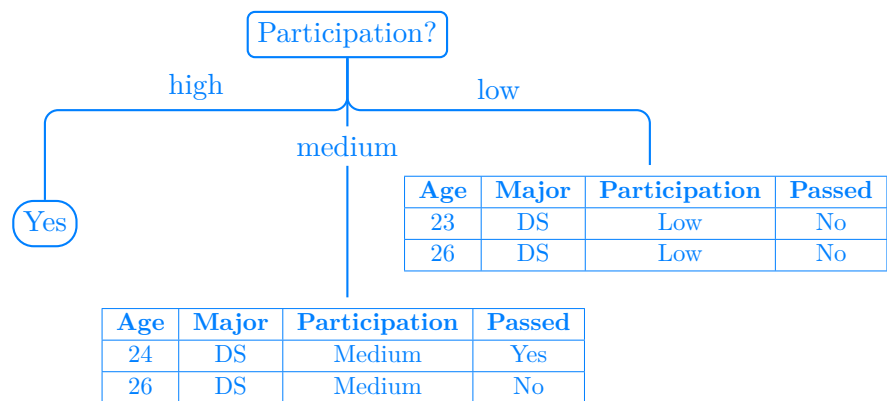 Participation?
high
low
medium
Yes
Age Major Participation Passed
23 DS Low No
26 DS Low No
Age Major Participation Passed
24 DS Medium Yes
26 DS Medium No